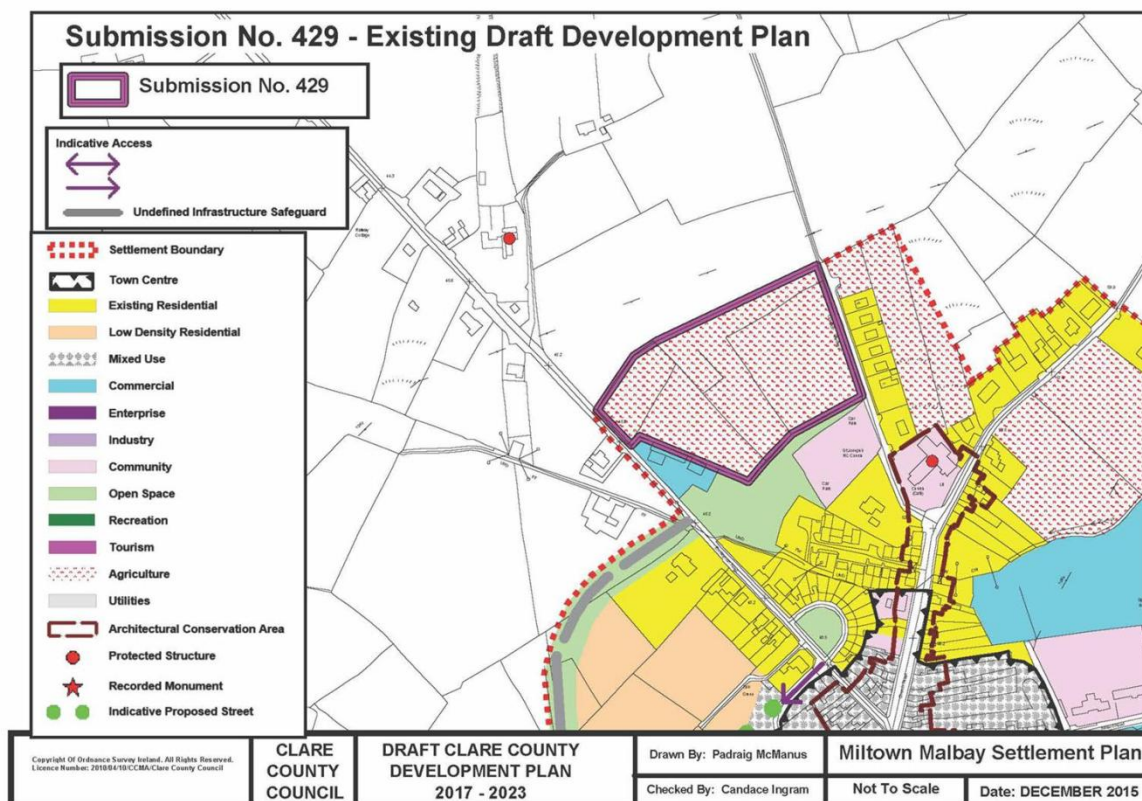 Submission No. 429 - Existing Draft Development Plan
Submission No. 429
Indicative Access
Undefined Infrastructure Safeguard
Settlement Boundary
Town Centre
Existing Residential
Low Density Residential
Mixed Use
Commercial
Enterprise
Industry
Community
Open Space
Recreation
Tourism
Agriculture
Utilities
Architectural Conservation Area
Protected Structure
Recorded Monument
Indicative Proposed Street
Copyright Of Ordnance Survey Ireland. All Rights Reserved.
Licence Number: 2010/04/10/CCMA/Clare County Council
CLARE
COUNTY
COUNCIL
DRAFT CLARE COUNTY
DEVELOPMENT PLAN
2017 - 2023
Drawn By: Padraig McManus
Checked By: Candace Ingram
Miltown Malbay Settlement Plan
Not To Scale
Date: DECEMBER 2015